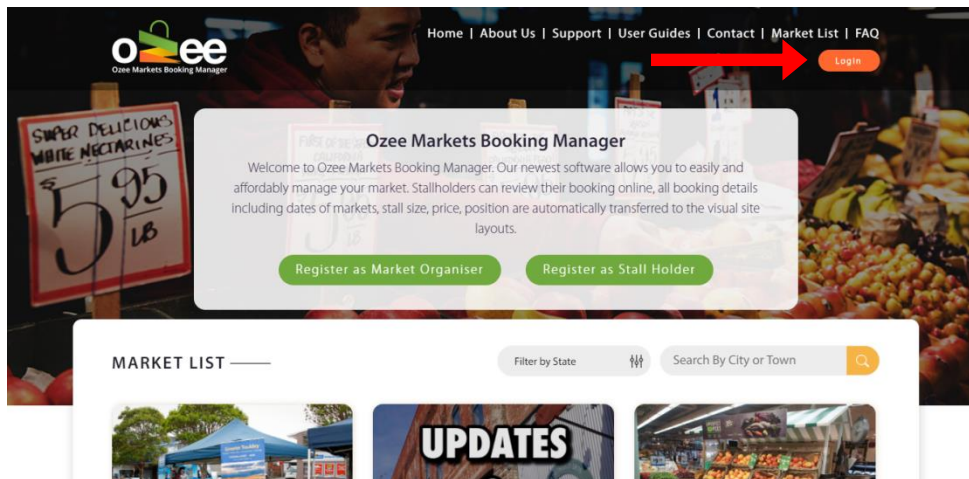 ozee
Ozee Markets Booking Manager
Home | About Us | Support | User Guides | Contact | Market List | FAQ
Login
SUPER DELICIOUS
WHITE NECTARINES
$ 5 95
LB
Ozee Markets Booking Manager
Welcome to Ozee Markets Booking Manager. Our newest software allows you to easily and
affordably manage your market. Stallholders can review their booking online, all booking details
including dates of markets, stall size, price, position are automatically transferred to the visual site
layouts.
Register as Market Organiser
Register as Stall Holder
MARKET LIST
Filter by State
Search By City or Town
UPDATES